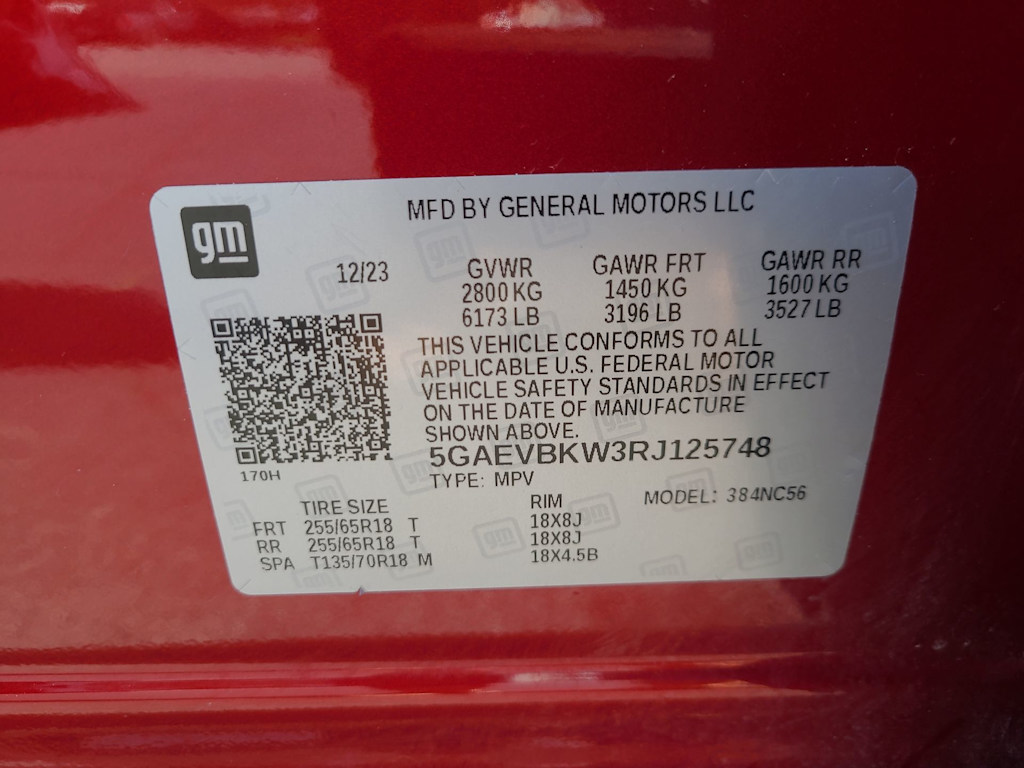 gm
MFD BY GENERAL MOTORS LLC
12/23 GVWR GAWR FRT GAWR RR
2800 KG 1450 KG 1600 KG
6173 LB 3196 LB 3527 LB
THIS VEHICLE CONFORMS TO ALL
APPLICABLE U.S. FEDERAL MOTOR
VEHICLE SAFETY STANDARDS IN EFFECT
ON THE DATE OF MANUFACTURE
SHOWN ABOVE.
5GAEVBKW3RJ125748
170H
TYPE: MPV
MODEL: 384NC56
TIRE SIZE RIM
FRT 255/65R18 T 18X8J
RR 255/65R18 T 18X8J
SPA T135/70R18 M 18X4.5B